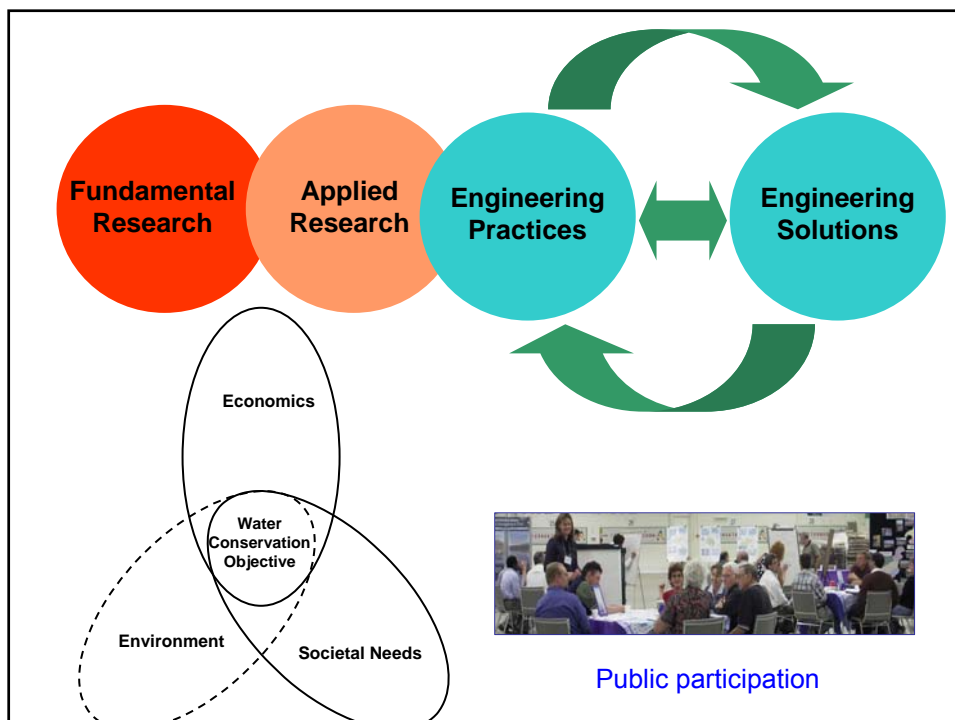 Fundamental
Research
Applied
Research
Engineering
Practices
Engineering
Solutions
Economics
Water
Conservation
Objective
Environment
Societal Needs
Public participation